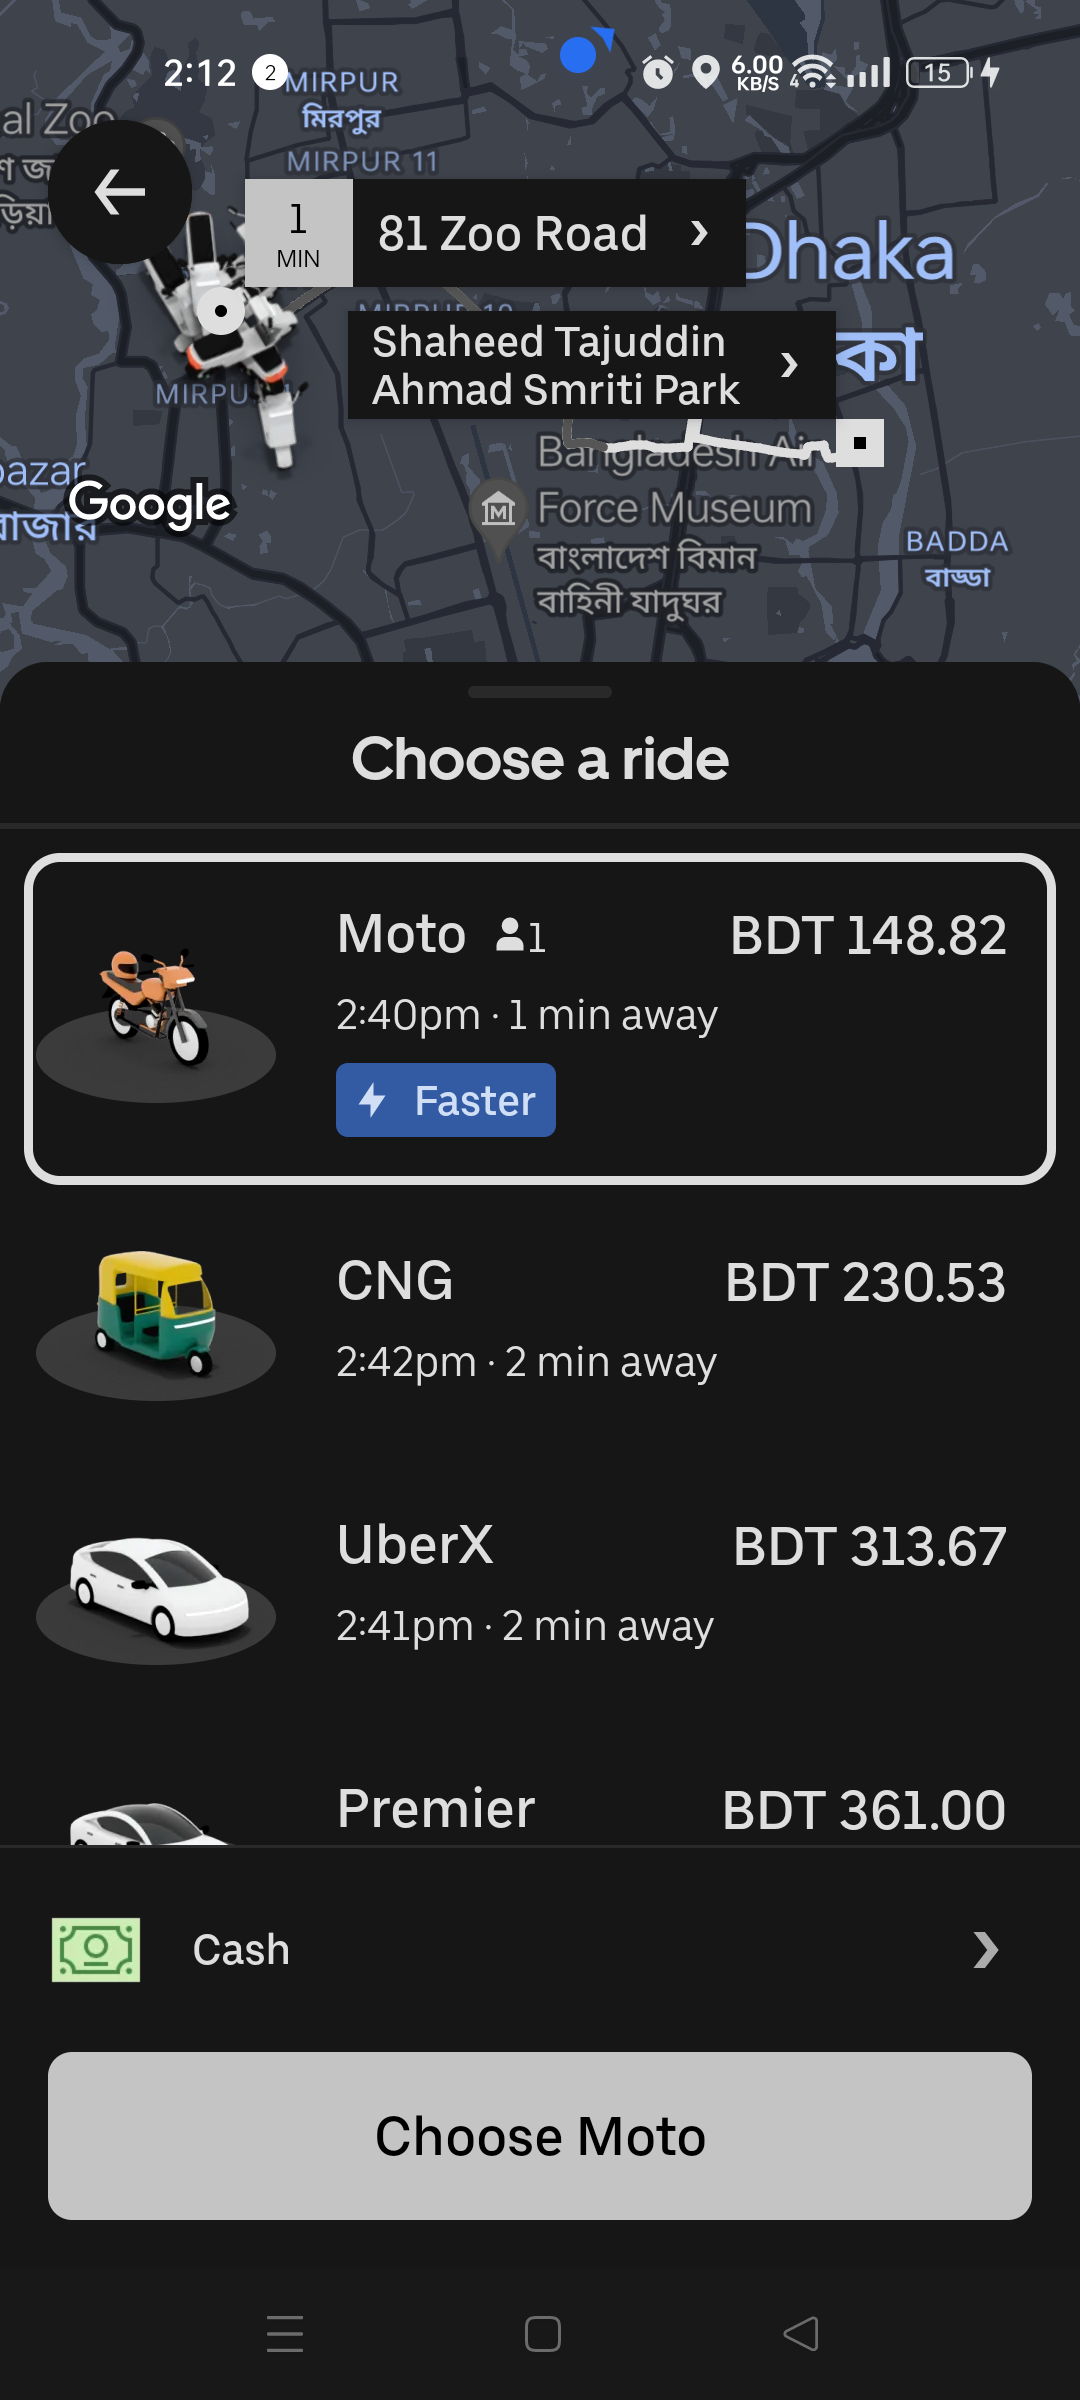 2:12 2
6.00
KB/S
4
15
MIRPUR
মিরপুর
al Zoo
MIRPUR 11
1
MIN
81 Zoo Road
Dhaka
কা
Shaheed Tajuddin
Ahmad Smriti Park
MIRPU
bazar
Google
Bangladesh Air
Force Museum
বাংলাদেশ বিমান
বাহিনী যাদুঘর
BADDA
বাড্ডা
Choose a ride
Moto 1 BDT 148.82
2:40pm · 1 min away
Faster
CNG BDT 230.53
2:42pm · 2 min away
UberX BDT 313.67
2:41pm · 2 min away
Premier BDT 361.00
Cash
Choose Moto